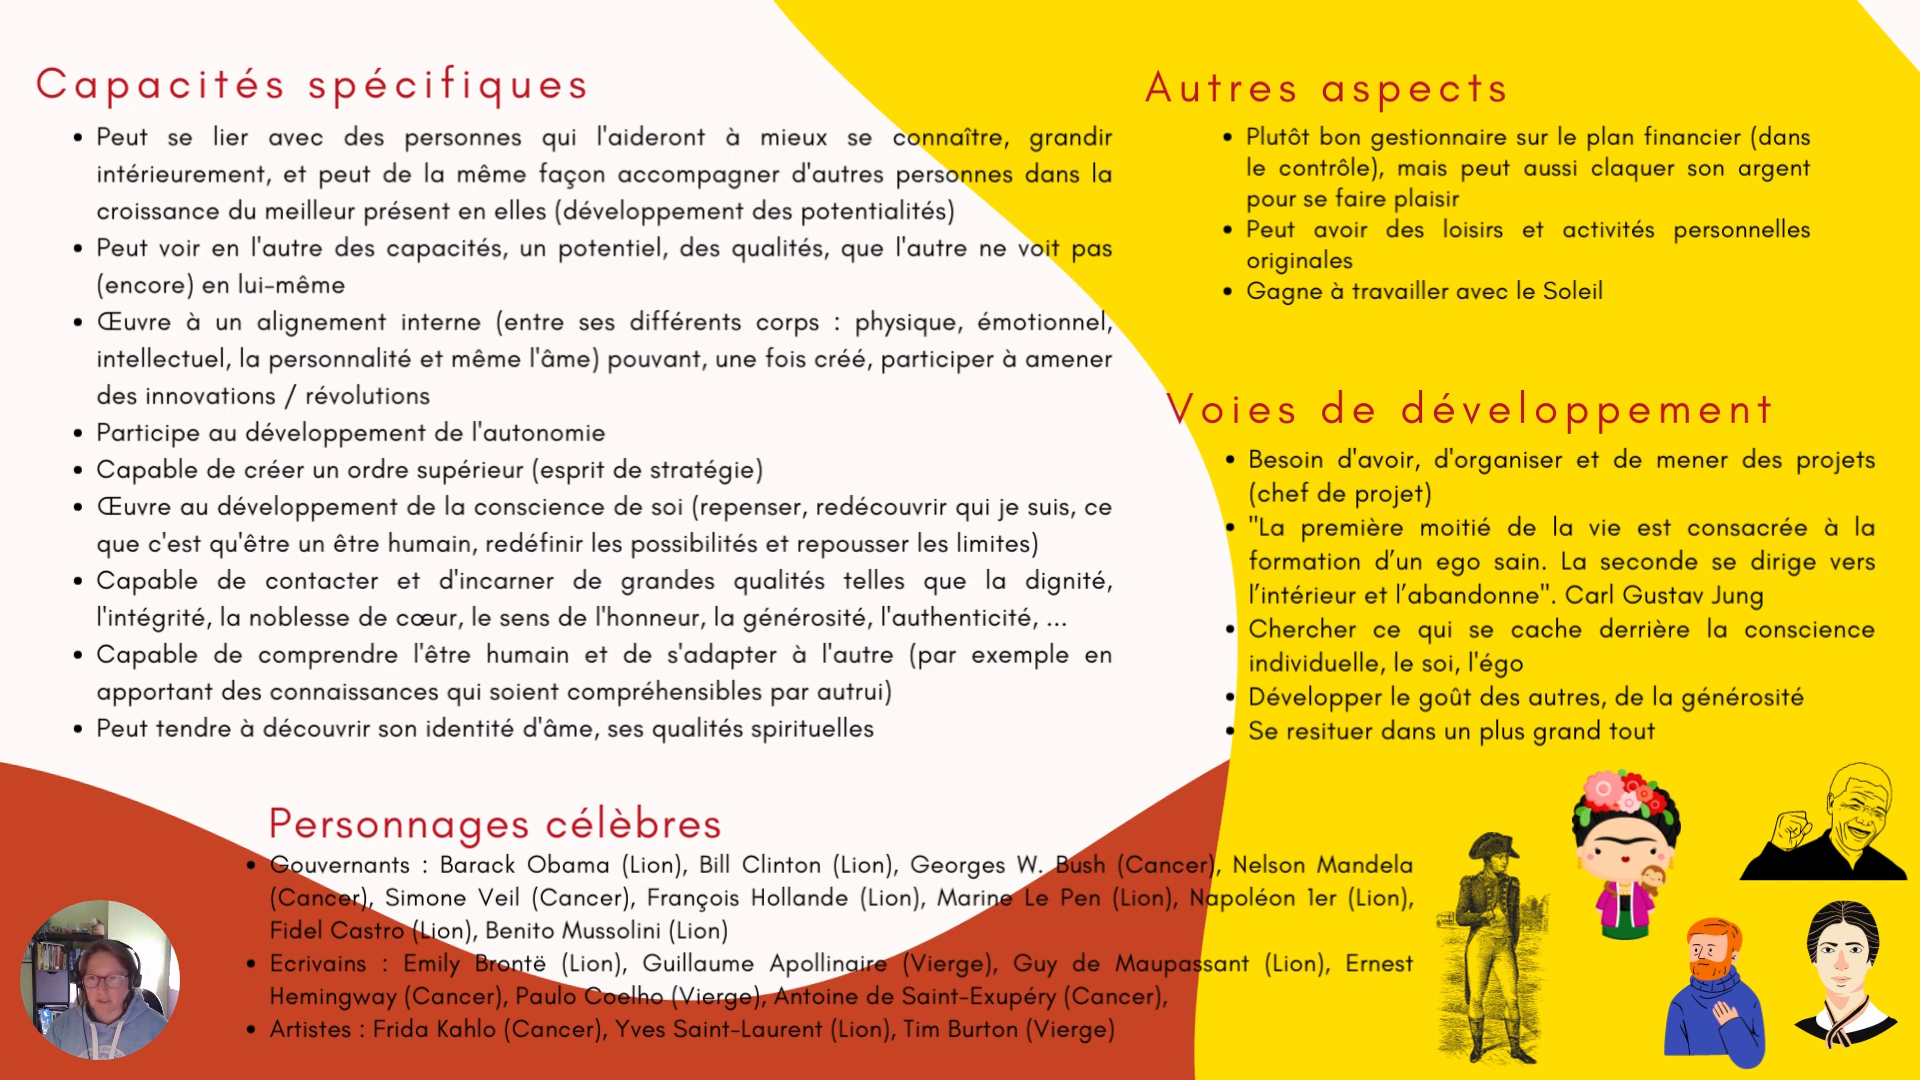 Capacités spécifiques
• Peut se lier avec des personnes qui l'aideront à mieux se connaître, grandir
intérieurement, et peut de la même façon accompagner d'autres personnes dans la
croissance du meilleur présent en elles (développement des potentialités)
• Peut voir en l'autre des capacités, un potentiel, des qualités, que l'autre ne voit pas
(encore) en lui-même
• Œuvre à un alignement interne (entre ses différents corps : physique, émotionnel,
intellectuel, la personnalité et même l'âme) pouvant, une fois créé, participer à amener
des innovations / révolutions
• Participe au développement de l'autonomie
• Capable de créer un ordre supérieur (esprit de stratégie)
• Œuvre au développement de la conscience de soi (repenser, redécouvrir qui je suis, ce
que c'est qu'être un être humain, redéfinir les possibilités et repousser les limites)
• Capable de contacter et d'incarner de grandes qualités telles que la dignité,
l'intégrité, la noblesse de cœur, le sens de l'honneur, la générosité, l'authenticité, ...
• Capable de comprendre l'être humain et de s'adapter à l'autre (par exemple en
apportant des connaissances qui soient compréhensibles par autrui)
• Peut tendre à découvrir son identité d'âme, ses qualités spirituelles
Autres aspects
• Plutôt bon gestionnaire sur le plan financier (dans
le contrôle), mais peut aussi claquer son argent
pour se faire plaisir
• Peut avoir des loisirs et activités personnelles
originales
• Gagne à travailler avec le Soleil
Voies de développement
• Besoin d'avoir, d'organiser et de mener des projets
(chef de projet)
• "La première moitié de la vie est consacrée à la
formation d’un ego sain. La seconde se dirige vers
l’intérieur et l’abandonne". Carl Gustav Jung
• Chercher ce qui se cache derrière la conscience
individuelle, le soi, l'égo
• Développer le goût des autres, de la générosité
• Se resituer dans un plus grand tout
Personnages célèbres
• Gouvernants : Barack Obama (Lion), Bill Clinton (Lion), Georges W. Bush (Cancer), Nelson Mandela
(Cancer), Simone Veil (Cancer), François Hollande (Lion), Marine Le Pen (Lion), Napoléon 1er (Lion),
Fidel Castro (Lion), Benito Mussolini (Lion)
• Ecrivains : Emily Brontë (Lion), Guillaume Apollinaire (Vierge), Guy de Maupassant (Lion), Ernest
Hemingway (Cancer), Paulo Coelho (Vierge), Antoine de Saint-Exupéry (Cancer),
• Artistes : Frida Kahlo (Cancer), Yves Saint-Laurent (Lion), Tim Burton (Vierge)